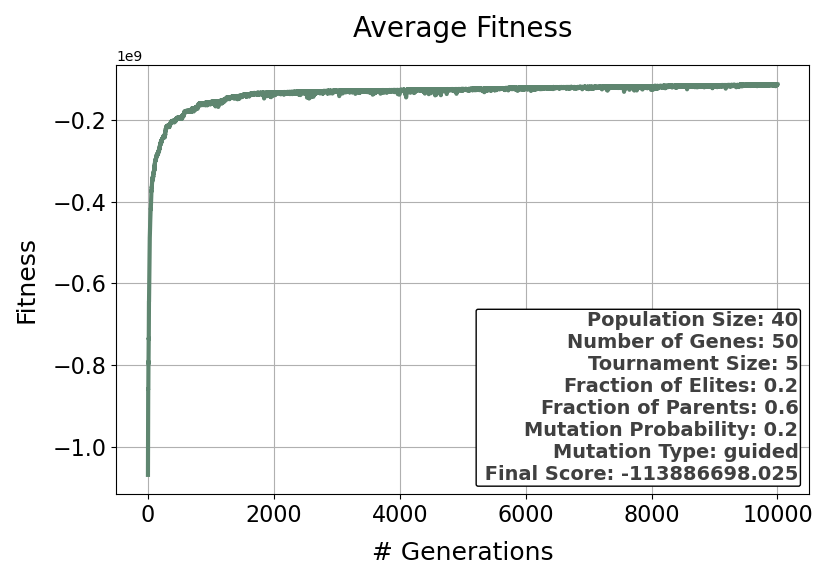 Average Fitness
1e9
−0.2
−0.4
−0.6
−0.8
−1.0
Fitness
Population Size: 40
Number of Genes: 50
Tournament Size: 5
Fraction of Elites: 0.2
Fraction of Parents: 0.6
Mutation Probability: 0.2
Mutation Type: guided
Final Score: -113886698.025
0 2000 4000 6000 8000 10000
# Generations